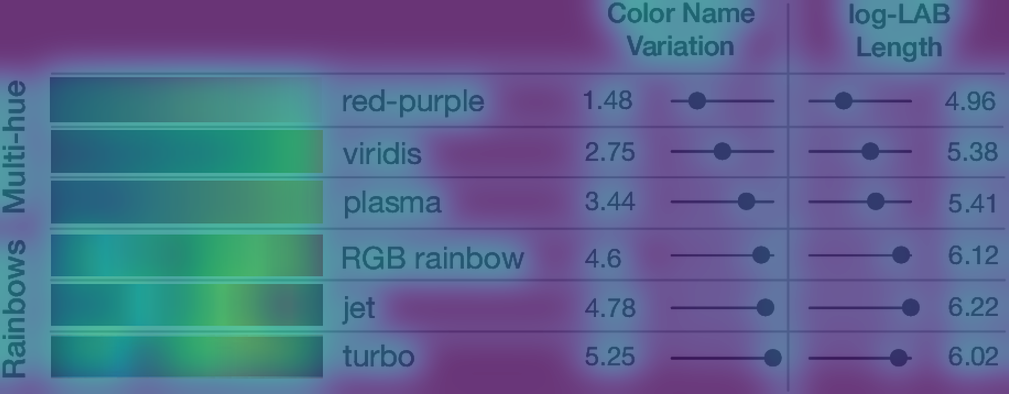 Color Name Variation
log-LAB Length
Multi-hue
red-purple 1.48 4.96
viridis 2.75 5.38
plasma 3.44 5.41
Rainbows
RGB rainbow 4.6 6.12
jet 4.78 6.22
turbo 5.25 6.02